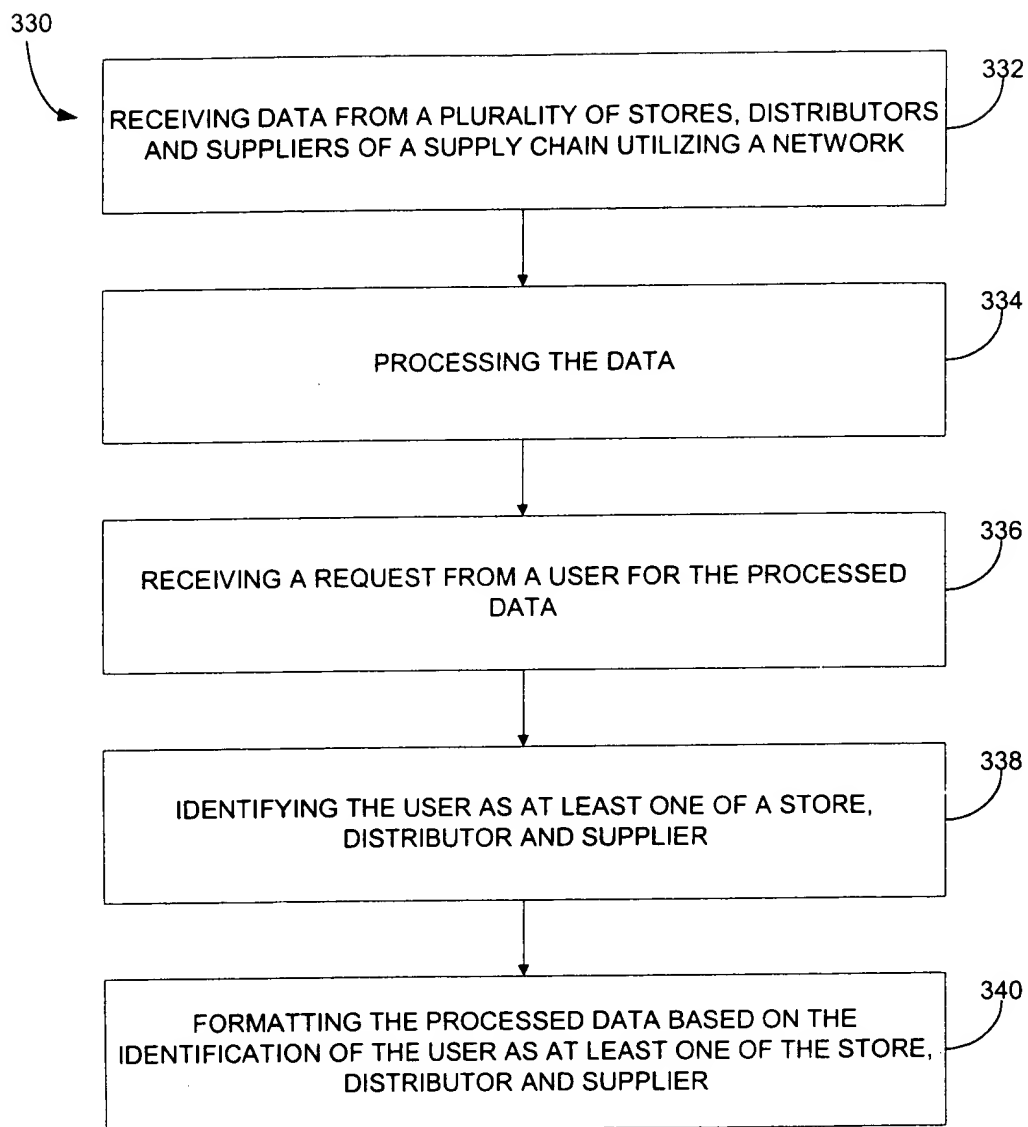 330
332
RECEIVING DATA FROM A PLURALITY OF STORES, DISTRIBUTORS
AND SUPPLIERS OF A SUPPLY CHAIN UTILIZING A NETWORK
334
PROCESSING THE DATA
336
RECEIVING A REQUEST FROM A USER FOR THE PROCESSED
DATA
338
IDENTIFYING THE USER AS AT LEAST ONE OF A STORE,
DISTRIBUTOR AND SUPPLIER
340
FORMATTING THE PROCESSED DATA BASED ON THE
IDENTIFICATION OF THE USER AS AT LEAST ONE OF THE STORE,
DISTRIBUTOR AND SUPPLIER